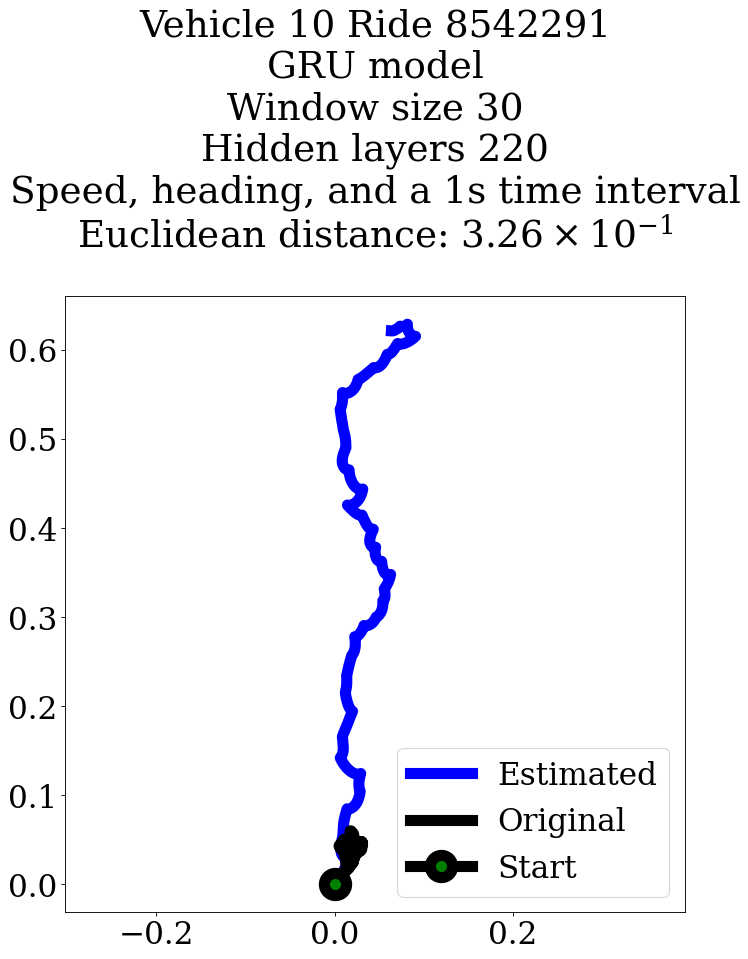 Vehicle 10 Ride 8542291
GRU model
Window size 30
Hidden layers 220
Speed, heading, and a 1s time interval
Euclidean distance: 3.26 × 10⁻¹
0.6
0.5
0.4
0.3
0.2
0.1
0.0
Estimated
Original
Start
−0.2 0.0 0.2